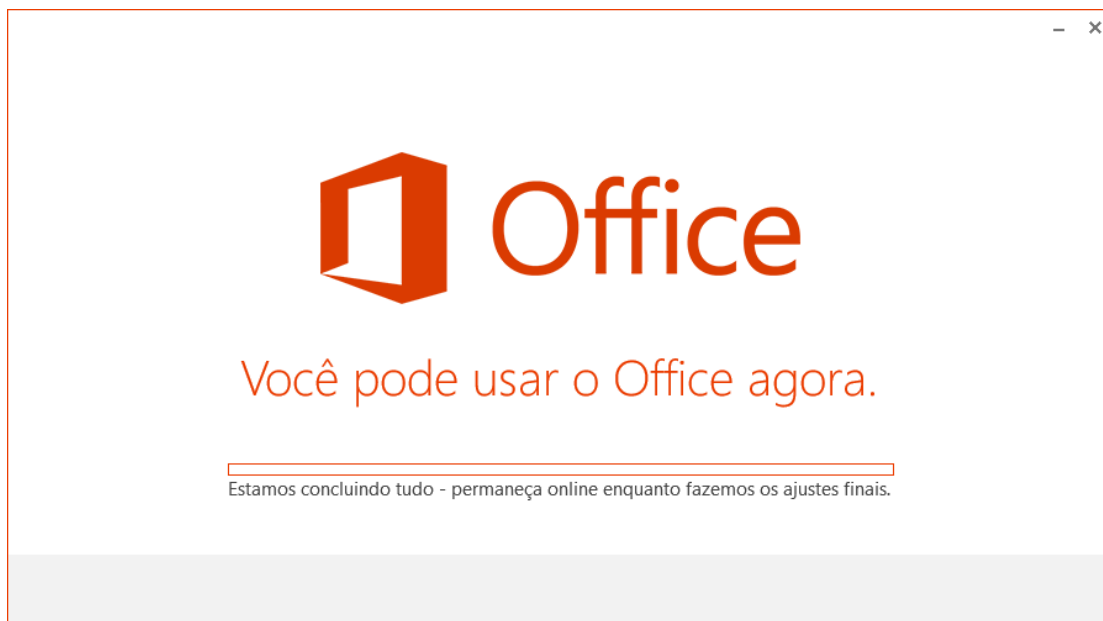 Office
Você pode usar o Office agora.
Estamos concluindo tudo - permaneça online enquanto fazemos os ajustes finais.